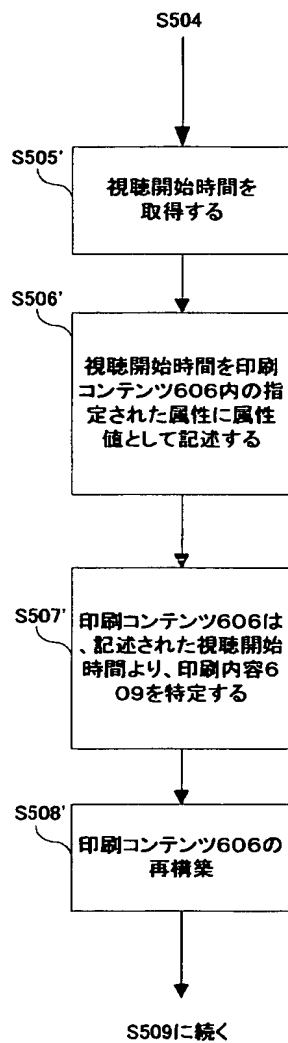 S504
S505'
視聴開始時間を
取得する
S506'
視聴開始時間を印刷
コンテンツ606内の指
定された属性に属性
値として記述する
S507'
印刷コンテンツ606は
、記述された視聴開始
時間より、印刷内容6
09を特定する
S508'
印刷コンテンツ606の
再構築
S509に続く